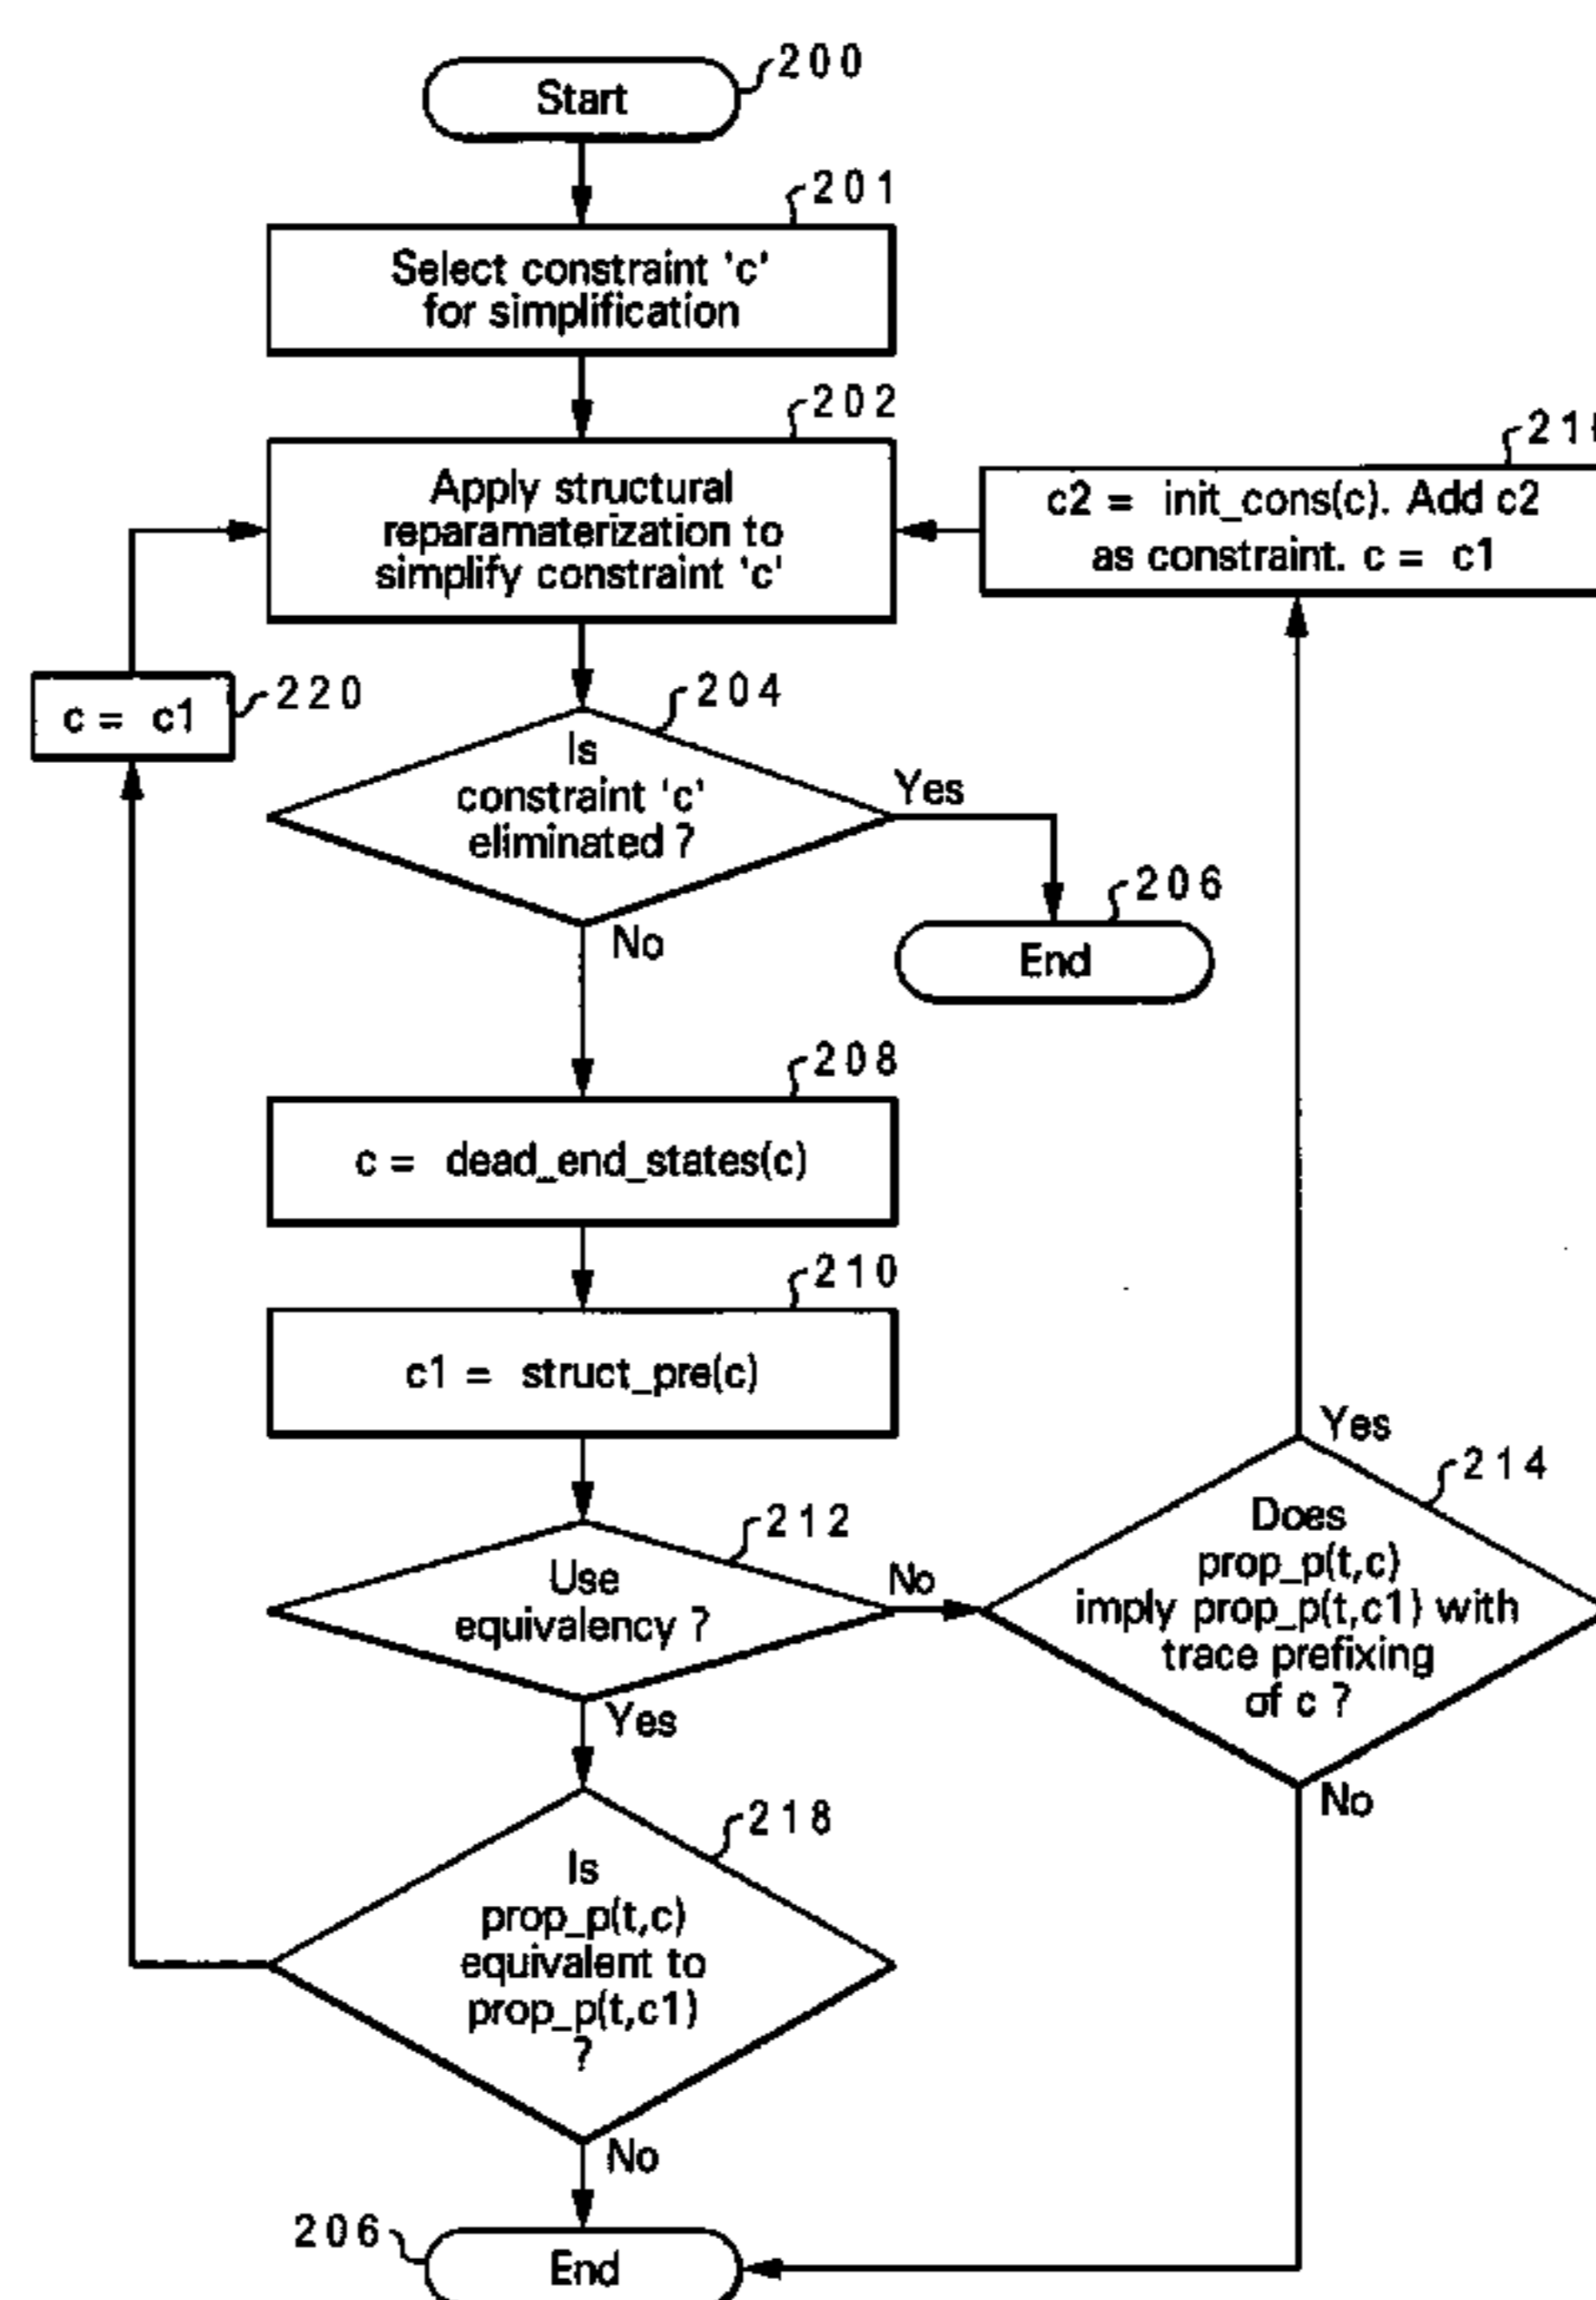 Start
200
201
Select constraint 'c'
for simplification
202
Apply structural
reparamaterization to
simplify constraint 'c'
c2 = init_cons(c). Add c2
as constraint. c = c1
c = c1
220
204
Is
constraint 'c'
eliminated ?
Yes
No
206
End
208
c = dead_end_states(c)
210
c1 = struct_pre(c)
212
Use
equivalency ?
No
Yes
Yes
214
Does
prop_p(t,c)
imply prop_p(t,c1) with
trace prefixing
of c ?
No
218
Is
prop_p(t,c)
equivalent to
prop_p(t,c1)
?
No
206
End